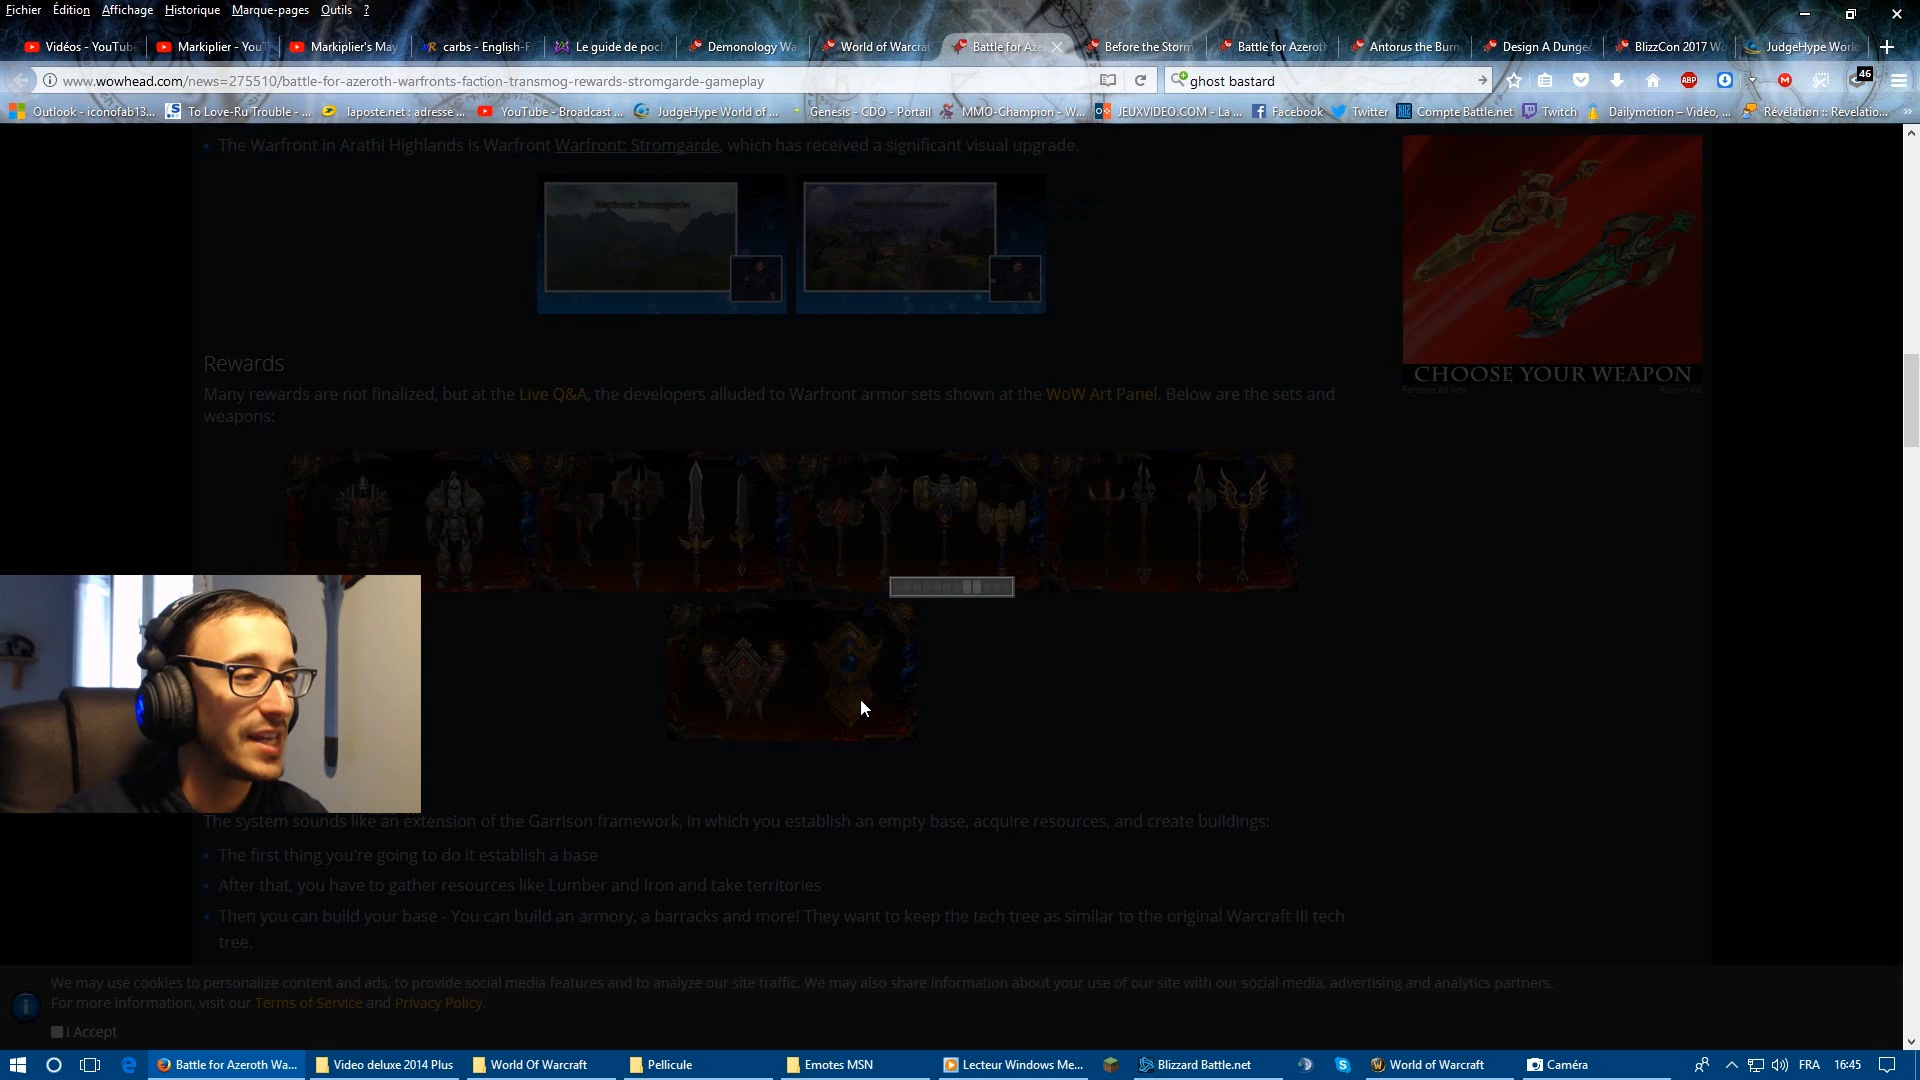 Fichier Édition Affichage Historique Marque-pages Outils ?
Vidéos - YouTube Markiplier - YouT Markiplier's May carbs - English-Fr Le guide de poch Demonology Wa World of Warcra Battle for Aze Before the Storm Battle for Azeroth Antorus the Burn Design A Dunge BlizzCon 2017 W JudgeHype Worl
www.wowhead.com/news=275510/battle-for-azeroth-warfronts-faction-transmog-rewards-stromgarde-gameplay ghost bastard 46
Outlook - iconofab13... To Love-Ru Trouble - ... laposte.net : adresse ... YouTube - Broadcast ... JudgeHype World of ... Genesis - CDO - Portail MMO-Champion - W... JEUXVIDEO.COM - La ... Facebook Twitter Compte Battle.net Twitch Dailymotion – Vidéo, ... Révélation :: Revelatio...
The Warfront in Arathi Highlands is Warfront Warfront: Stromgarde, which has received a significant visual upgrade.
Warfront: Stromgarde
CHOOSE YOUR WEAPON
Rewards
Many rewards are not finalized, but at the Live Q&A, the developers alluded to Warfront armor sets shown at the WoW Art Panel. Below are the sets and
weapons:
The system sounds like an extension of the Garrison framework, in which you establish an empty base, acquire resources, and create buildings:
The first thing you're going to do it establish a base
After that, you have to gather resources like Lumber and Iron and take territories
Then you can build your base - You can build an armory, a barracks and more! They want to keep the tech tree as similar to the original Warcraft III tech
tree.
We may use cookies to personalize content and ads, to provide social media features and to analyze our site traffic. We may also share information about your use of our site with our social media, advertising and analytics partners.
For more information, visit our Terms of Service and Privacy Policy.
I Accept
Battle for Azeroth Wa... Video deluxe 2014 Plus World Of Warcraft Pellicule Emotes MSN Lecteur Windows Me... Blizzard Battle.net World of Warcraft Caméra FRA 16:45